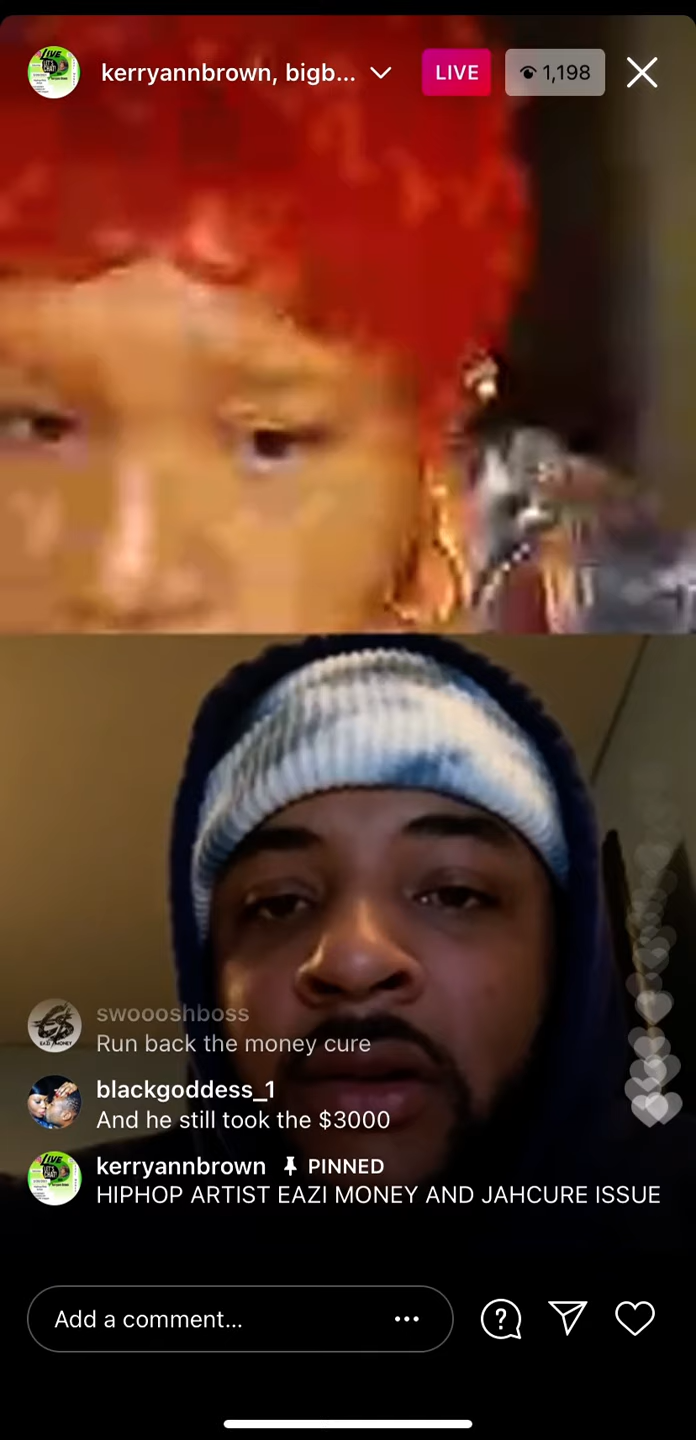 kerryannbrown, bigb...
LIVE
1,198
swoooshboss
Run back the money cure
blackgoddess_1
And he still took the $3000
kerryannbrown PINNED
HIPHOP ARTIST EAZI MONEY AND JAHCURE ISSUE
Add a comment...